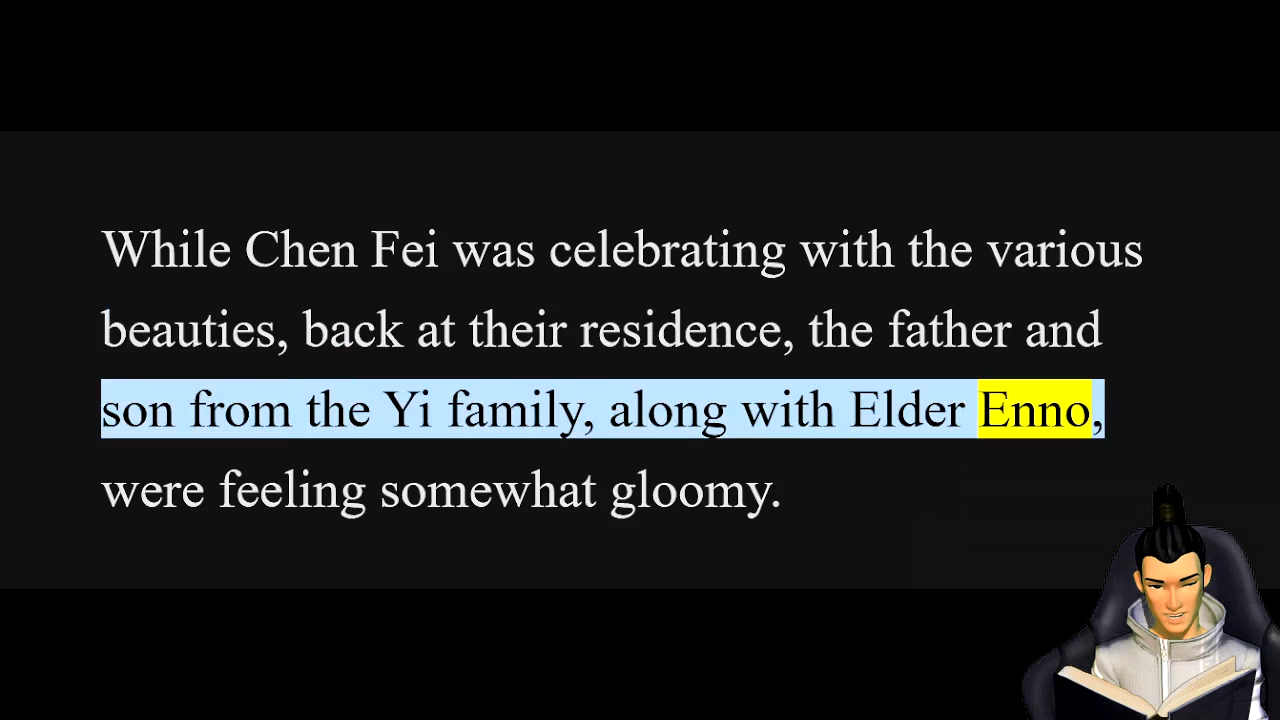 While Chen Fei was celebrating with the various
beauties, back at their residence, the father and
son from the Yi family, along with Elder Enno,
were feeling somewhat gloomy.